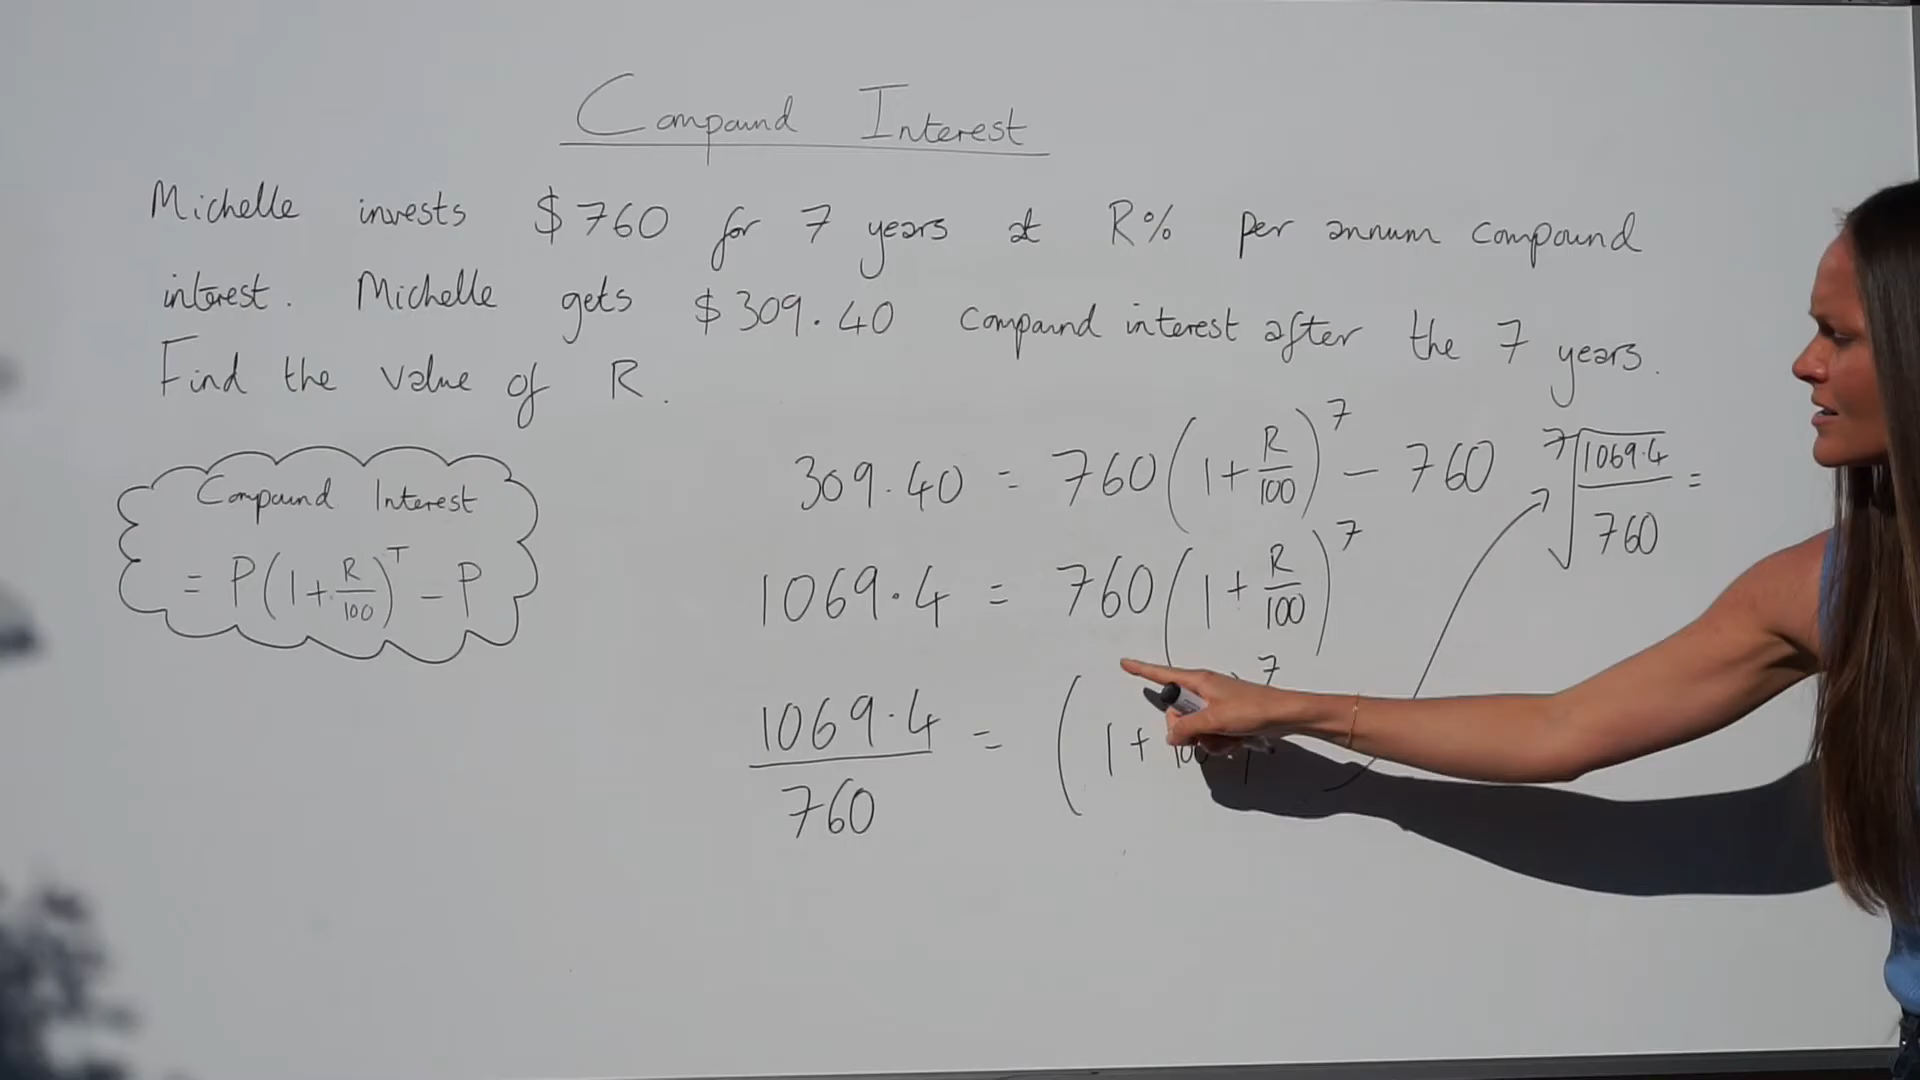 Compound Interest
Michelle invests $760 for 7 years at R% per annum compound
interest. Michelle gets $309.40 compound interest after the 7 years.
Find the value of R.
Compound Interest
= P(1+R/100)^T - P
309.40 = 760(1+R/100)^7 - 760
1069.4 = 760(1+R/100)^7
1069.4/760 = (1+ /100)^7
⁷√(1069.4/760) =